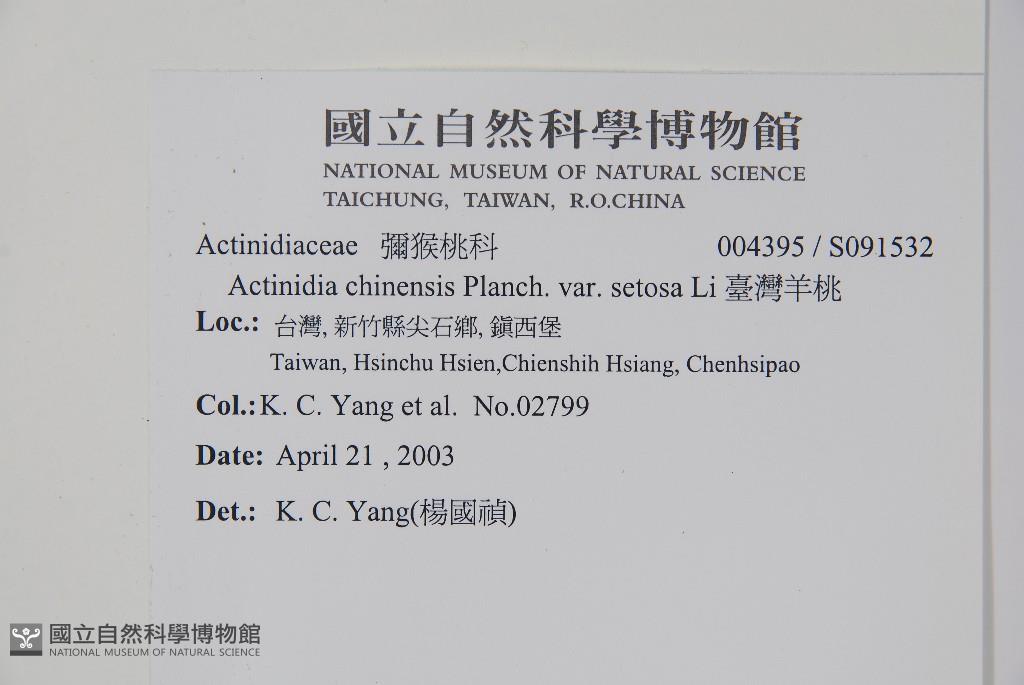 國立自然科學博物館
NATIONAL MUSEUM OF NATURAL SCIENCE
TAICHUNG, TAIWAN, R.O.CHINA
Actinidiaceae 彌猴桃科 004395 / S091532
Actinidia chinensis Planch. var. setosa Li 臺灣羊桃
Loc.: 台灣, 新竹縣尖石鄉, 鎮西堡
Taiwan, Hsinchu Hsien,Chienshih Hsiang, Chenhsipao
Col.: K. C. Yang et al. No.02799
Date: April 21 , 2003
Det.: K. C. Yang(楊國禎)
國立自然科學博物館
NATIONAL MUSEUM OF NATURAL SCIENCE